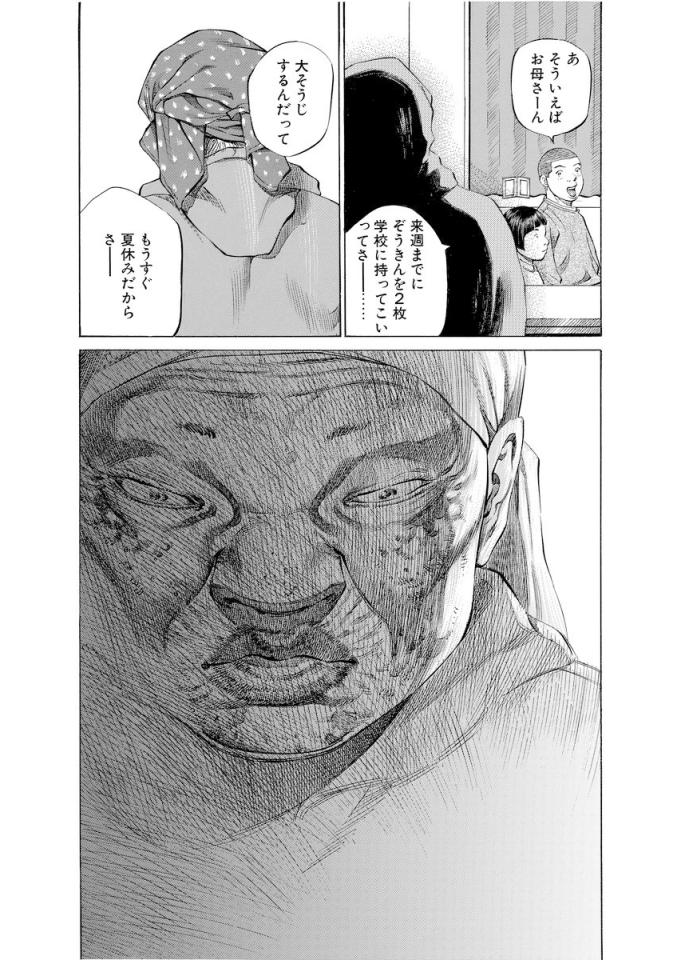 あ
そういえば
お母さーん
来週までに
ぞうきんを2枚
学校に持ってこい
ってさ――……
大そうじ
するんだって
もうすぐ
夏休みだから
さ――